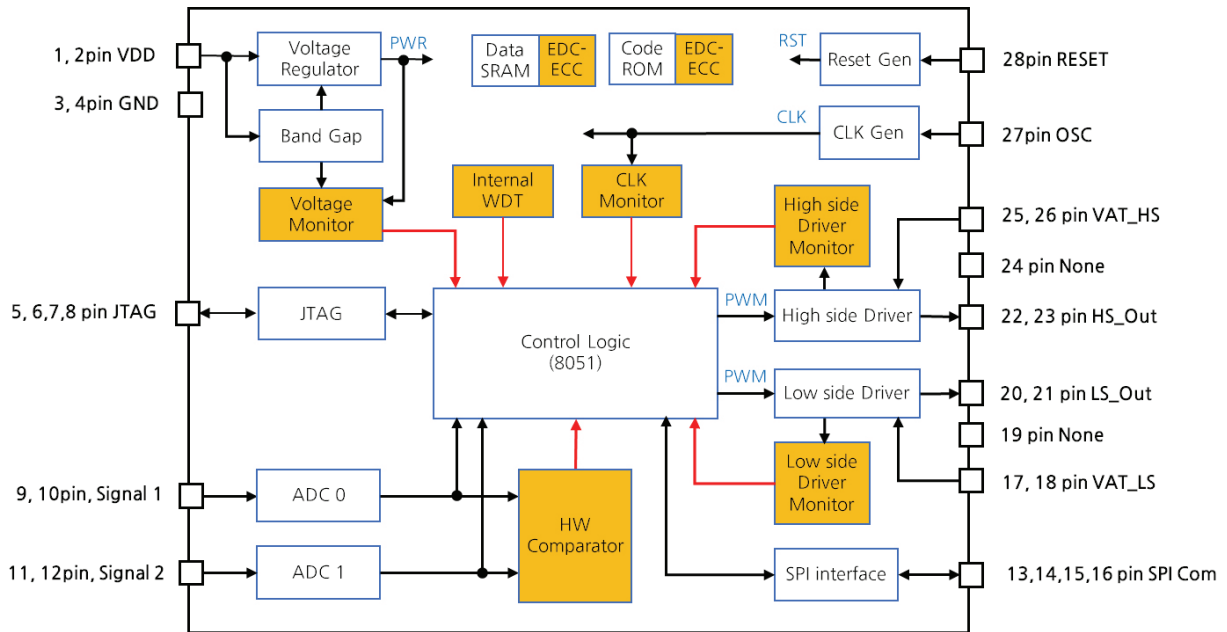 1, 2pin VDD
3, 4pin GND
5, 6,7,8 pin JTAG
9, 10pin, Signal 1
11, 12pin, Signal 2
Voltage
Regulator
PWR
Band Gap
Voltage
Monitor
Data
SRAM
EDC-
ECC
Code
ROM
EDC-
ECC
RST
Reset Gen
CLK
CLK Gen
Internal
WDT
CLK
Monitor
High side
Driver
Monitor
JTAG
Control Logic
(8051)
PWM
High side Driver
PWM
Low side Driver
Low side
Driver
Monitor
ADC 0
ADC 1
HW
Comparator
SPI interface
28pin RESET
27pin OSC
25, 26 pin VAT_HS
24 pin None
22, 23 pin HS_Out
20, 21 pin LS_Out
19 pin None
17, 18 pin VAT_LS
13,14,15,16 pin SPI Com